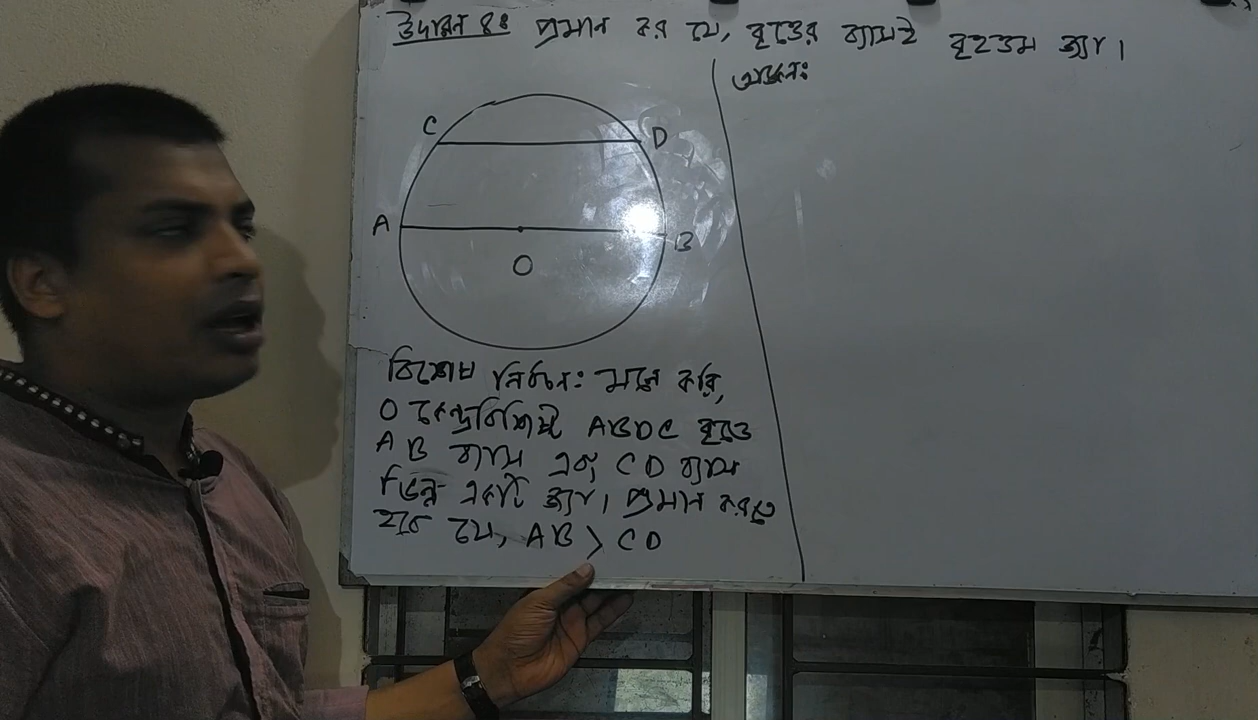 উদাহরন ৪ঃ প্রমান কর যে, বৃত্তের ব্যাসই বৃহত্তম জ্যা।
অঙ্কনঃ
C
D
A
B
O
বিশেষ নির্বচন: মনে করি,
O কেন্দ্রবিশিষ্ট ABDC বৃত্তে
AB ব্যাস এবং CD ব্যাস
ভিন্ন একটি জ্যা। প্রমান করতে
হবে যে, AB > CD